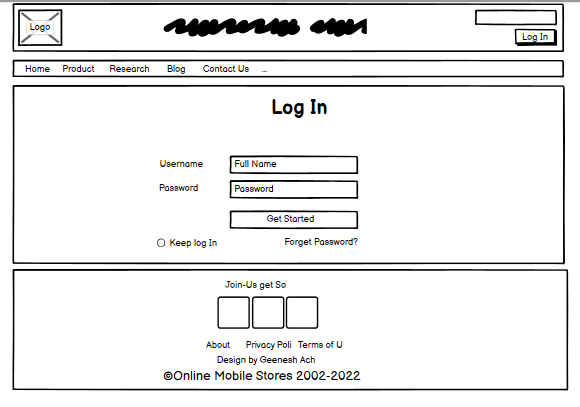 Logo
Log In
Home Product Research Blog Contact Us ...
Log In
Username Full Name
Password Password
Get Started
Keep log In Forget Password?
Join-Us get So
About Privacy Poli Terms of U
Design by Geenesh Ach
©Online Mobile Stores 2002-2022